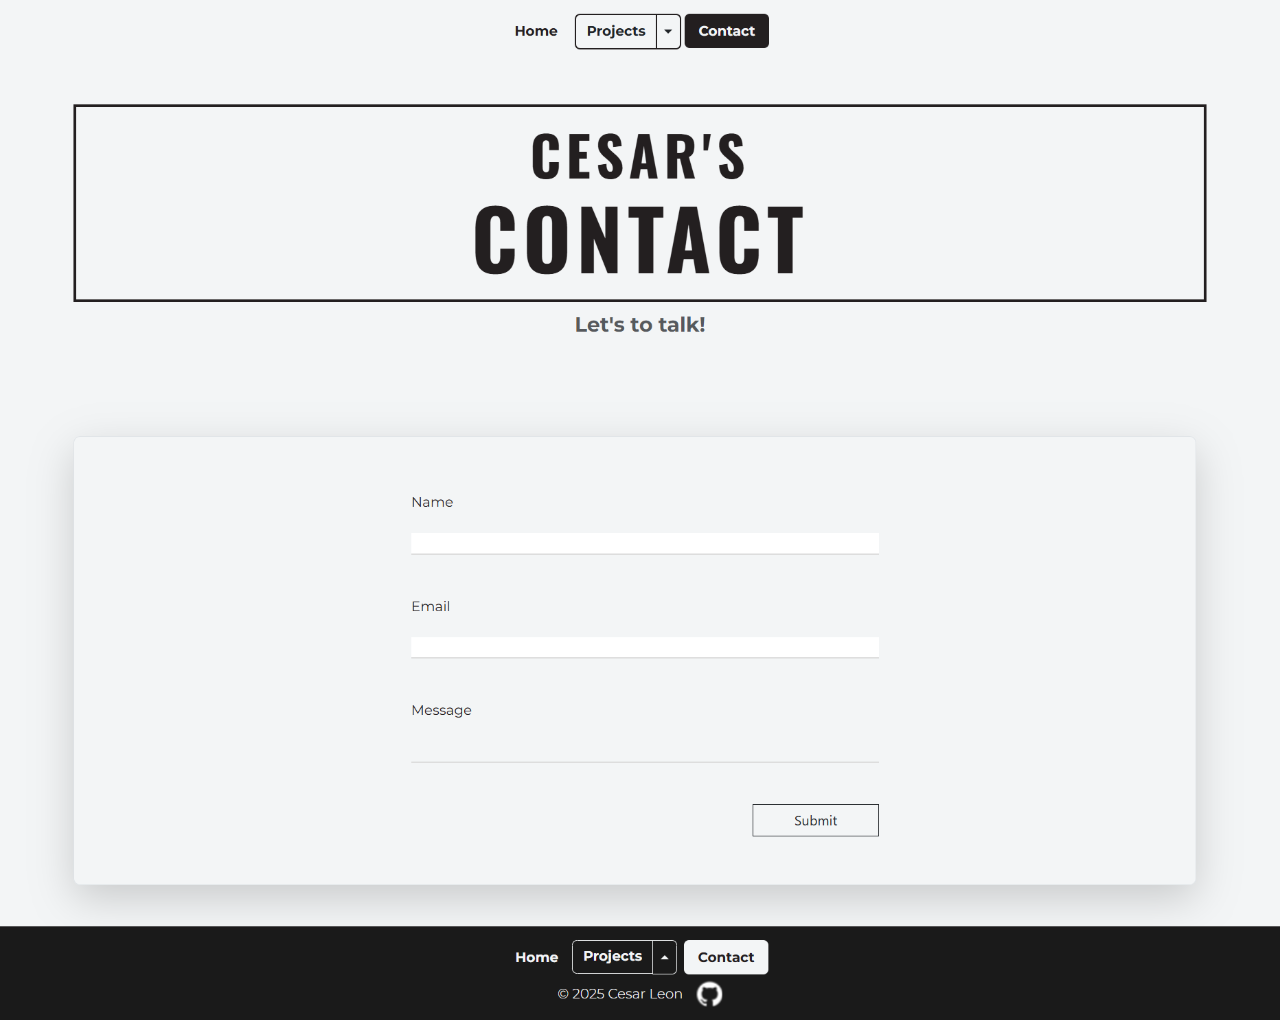 Home Projects Contact
CESAR'S
CONTACT
Let's to talk!
Name
Email
Message
Submit
Home Projects Contact
© 2025 Cesar Leon